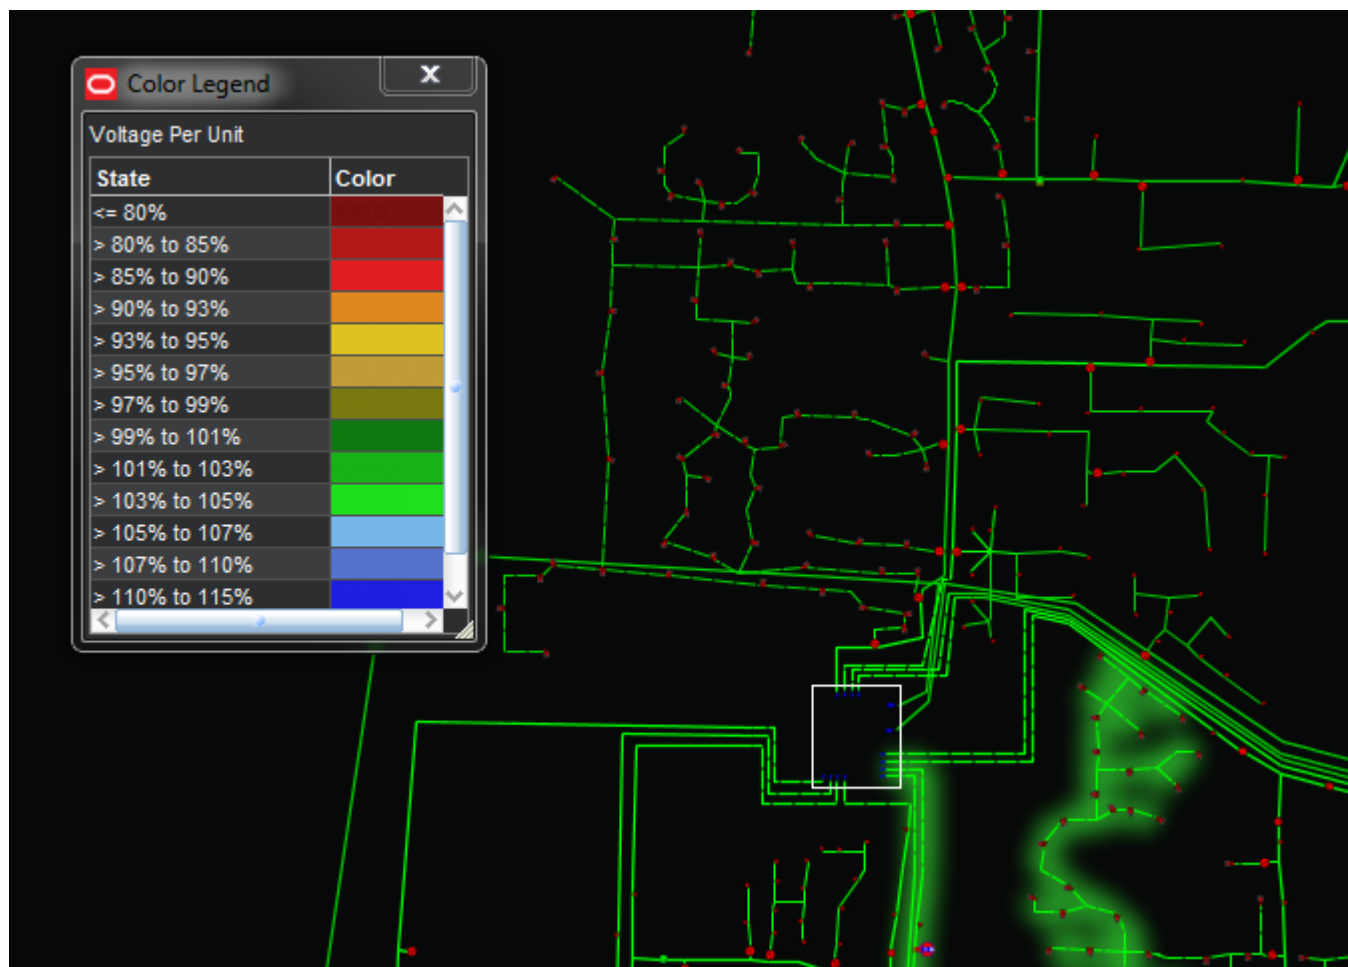 Color Legend
Voltage Per Unit
State Color
<= 80%
> 80% to 85%
> 85% to 90%
> 90% to 93%
> 93% to 95%
> 95% to 97%
> 97% to 99%
> 99% to 101%
> 101% to 103%
> 103% to 105%
> 105% to 107%
> 107% to 110%
> 110% to 115%